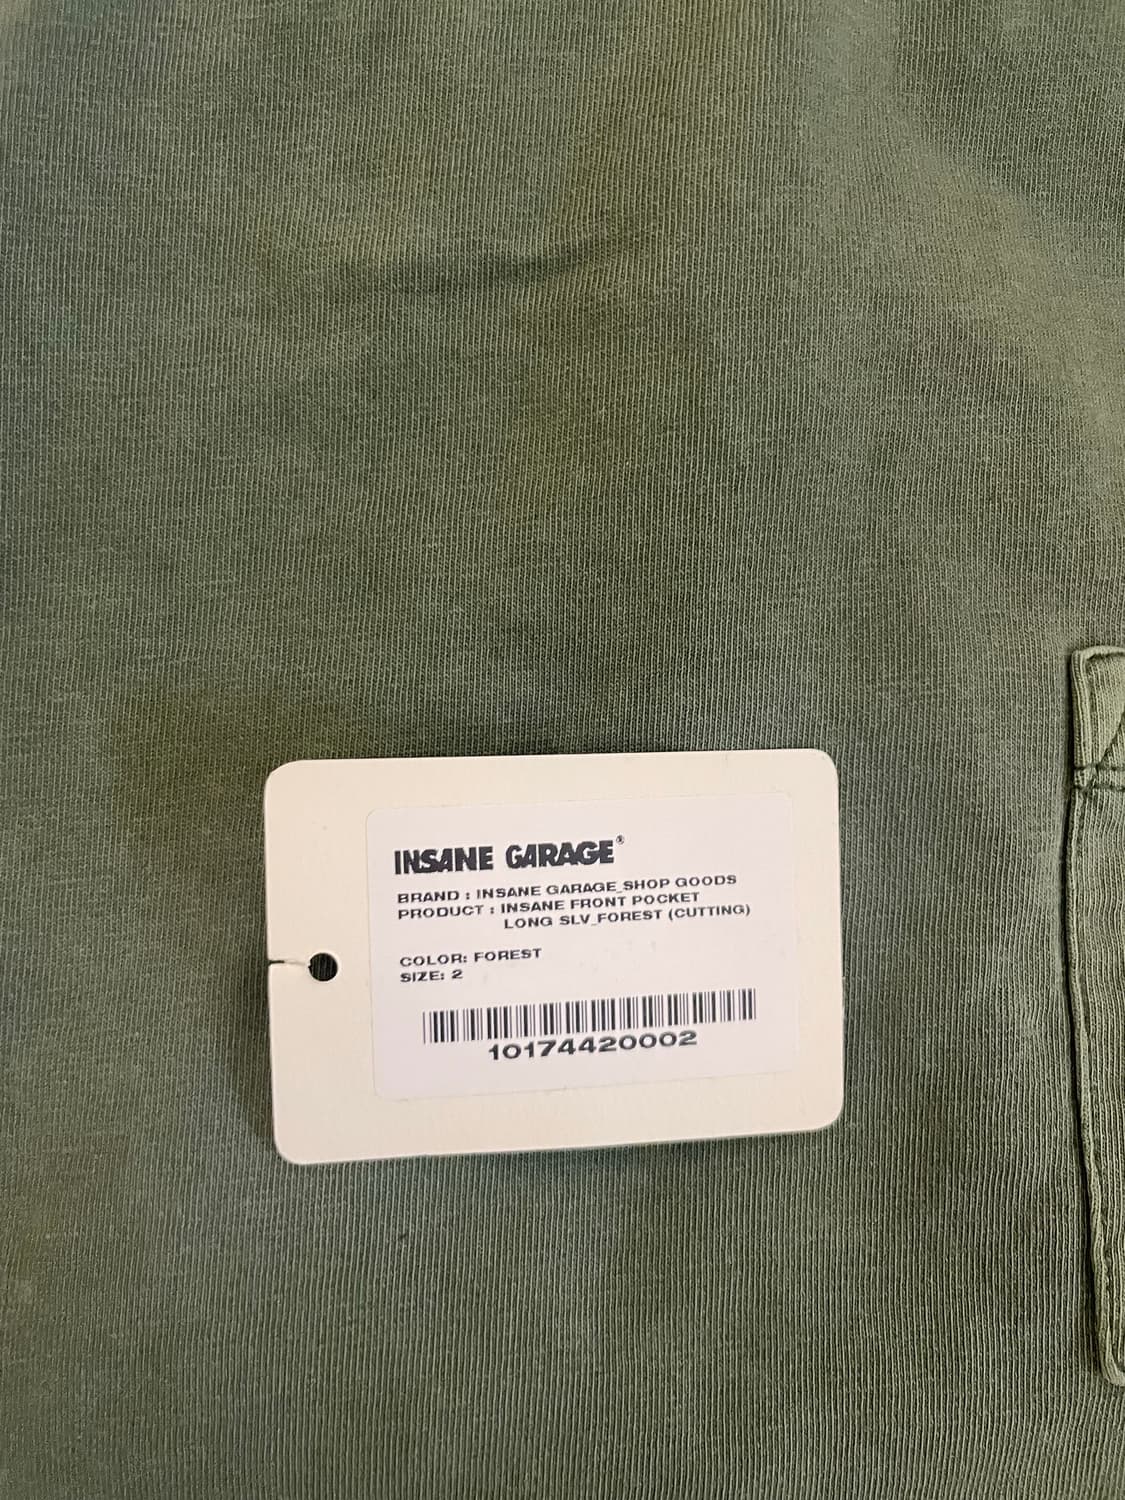 INSANE GARAGE®
BRAND : INSANE GARAGE_SHOP GOODS
PRODUCT : INSANE FRONT POCKET
LONG SLV_FOREST (CUTTING)
COLOR: FOREST
SIZE: 2
10174420002